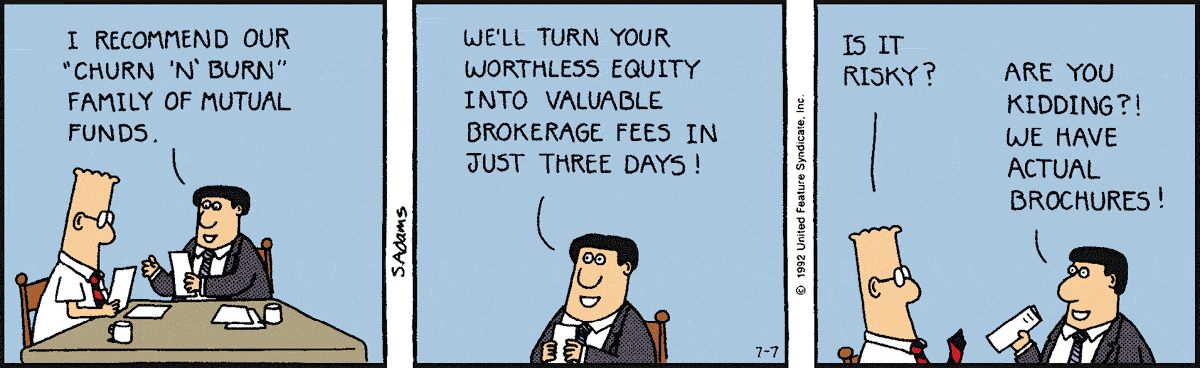 I RECOMMEND OUR
"CHURN 'N' BURN"
FAMILY OF MUTUAL
FUNDS.
S.Adams
WE'LL TURN YOUR
WORTHLESS EQUITY
INTO VALUABLE
BROKERAGE FEES IN
JUST THREE DAYS!
7-7
© 1992 United Feature Syndicate, Inc.
IS IT
RISKY?
ARE YOU
KIDDING?!
WE HAVE
ACTUAL
BROCHURES!